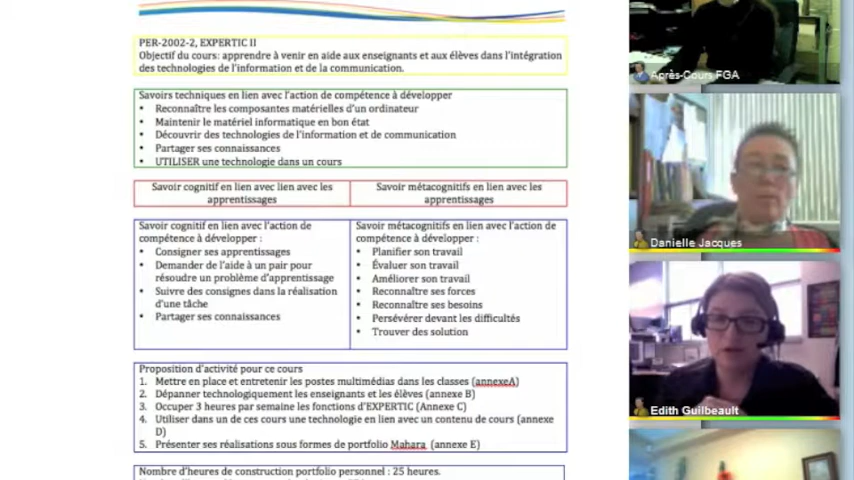 PER-2002-2, EXPERTIC II
Objectif du cours: apprendre à venir en aide aux enseignants et aux élèves dans l'intégration
des technologies de l'information et de la communication.
Savoirs techniques en lien avec l'action de compétence à développer
• Reconnaître les composantes matérielles d'un ordinateur
• Maintenir le matériel informatique en bon état
• Découvrir des technologies de l'information et de communication
• Partager ses connaissances
• UTILISER une technologie dans un cours
Savoir cognitif en lien avec lien avec les
apprentissages
Savoir métacognitifs en lien avec les
apprentissages
Savoir cognitif en lien avec l'action de
compétence à développer :
• Consigner ses apprentissages
• Demander de l'aide à un pair pour
résoudre un problème d'apprentissage
• Suivre des consignes dans la réalisation
d'une tâche
• Partager ses connaissances
Savoir métacognitifs en lien avec l'action de
compétence à développer :
• Planifier son travail
• Évaluer son travail
• Améliorer son travail
• Reconnaître ses forces
• Reconnaître ses besoins
• Persévérer devant les difficultés
• Trouver des solution
Proposition d'activité pour ce cours
1. Mettre en place et entretenir les postes multimédias dans les classes (annexeA)
2. Dépanner technologiquement les enseignants et les élèves (annexe B)
3. Occuper 3 heures par semaine les fonctions d'EXPERTIC (Annexe C)
4. Utiliser dans un de ces cours une technologie en lien avec un contenu de cours (annexe
D)
5. Présenter ses réalisations sous formes de portfolio Mahara (annexe E)
Nombre d'heures de construction portfolio personnel : 25 heures.
Après-Cours FGA
Danielle Jacques
Edith Guilbeault